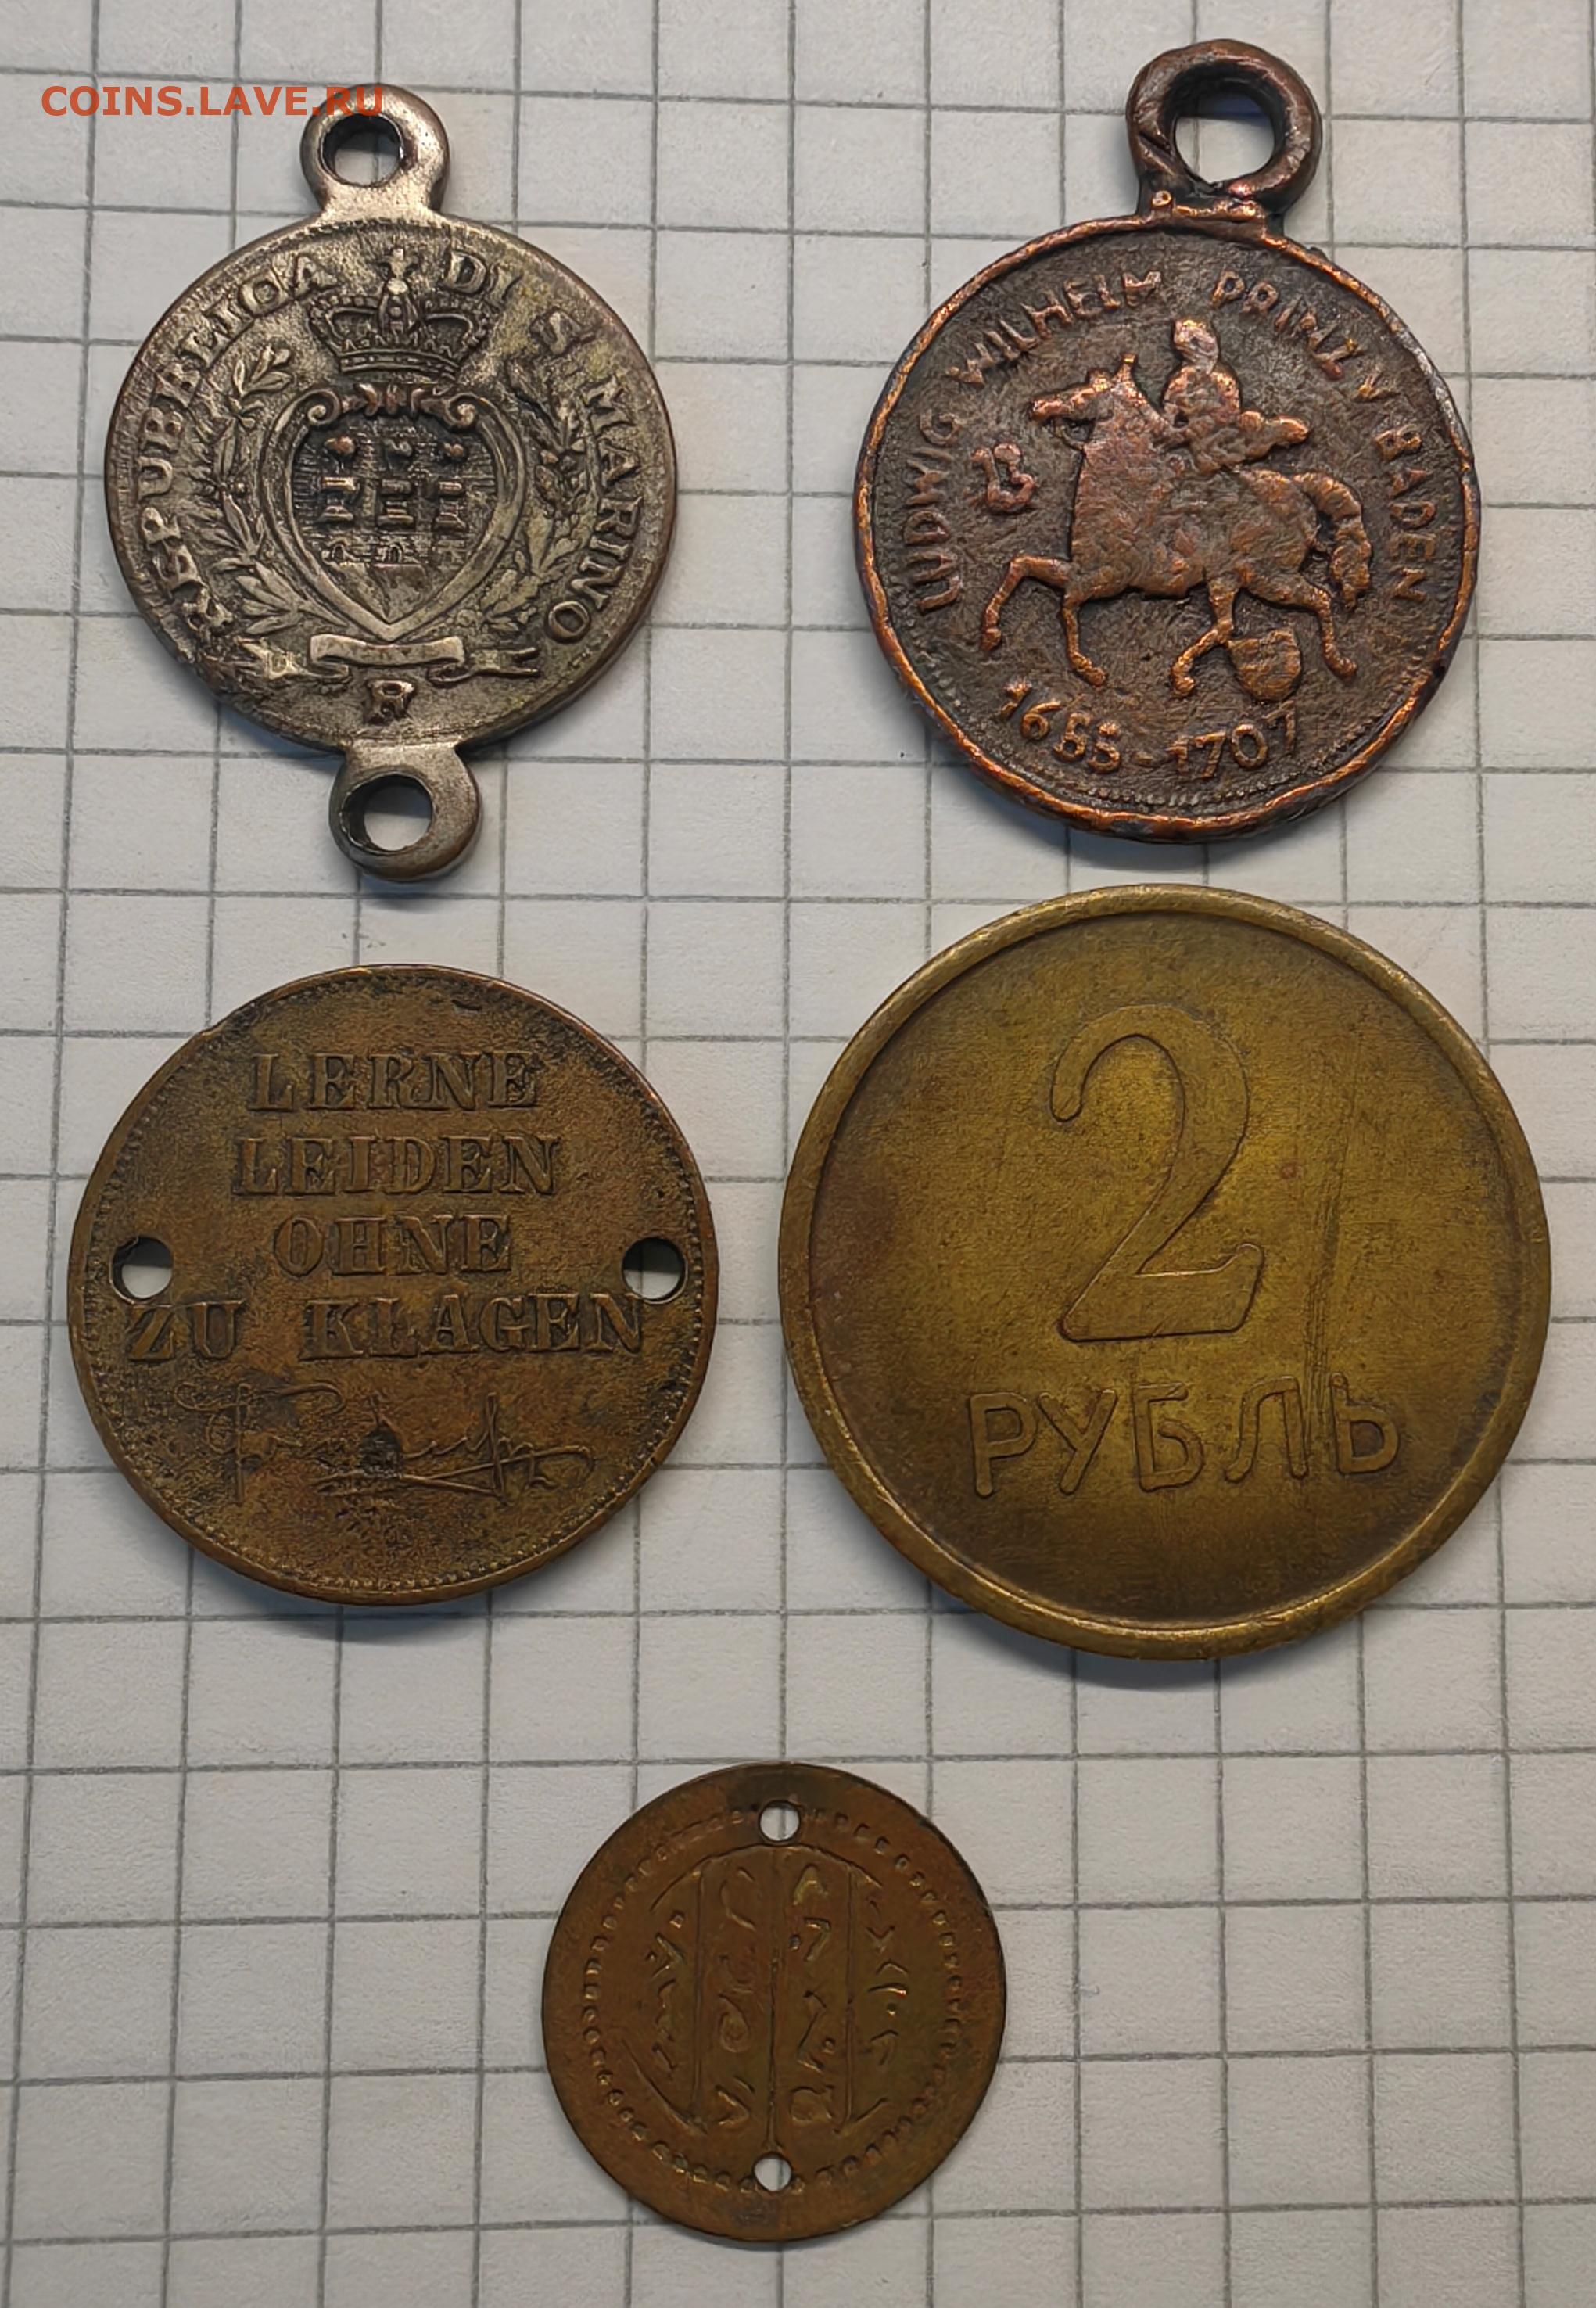 COINS.LAVE.RU
REPUBBLICA DI S. MARINO
R
LUDWIG WILHELM PRINZ V BADEN
13
1655-1707
LERNE
LEIDEN
OHNE
ZU KLAGEN
2
РУБЛЬ